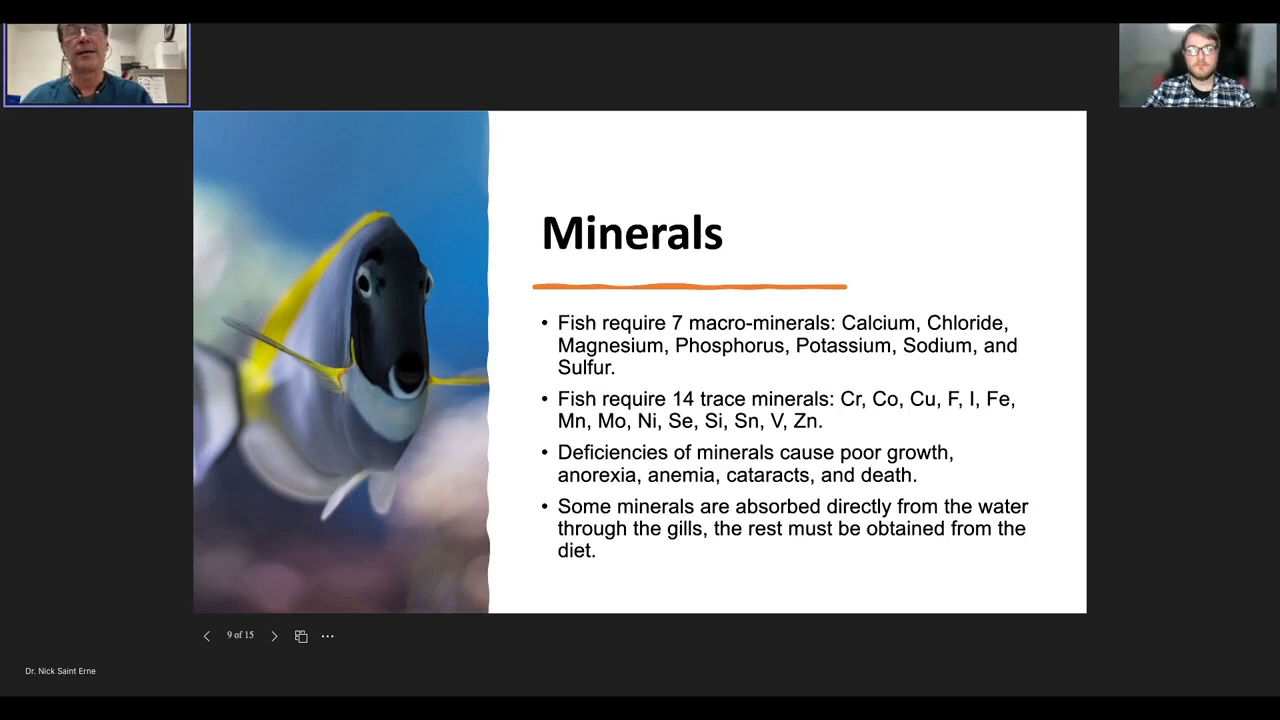 Minerals
• Fish require 7 macro-minerals: Calcium, Chloride,
Magnesium, Phosphorus, Potassium, Sodium, and
Sulfur.
• Fish require 14 trace minerals: Cr, Co, Cu, F, I, Fe,
Mn, Mo, Ni, Se, Si, Sn, V, Zn.
• Deficiencies of minerals cause poor growth,
anorexia, anemia, cataracts, and death.
• Some minerals are absorbed directly from the water
through the gills, the rest must be obtained from the
diet.
9 of 15
Dr. Nick Saint Erne